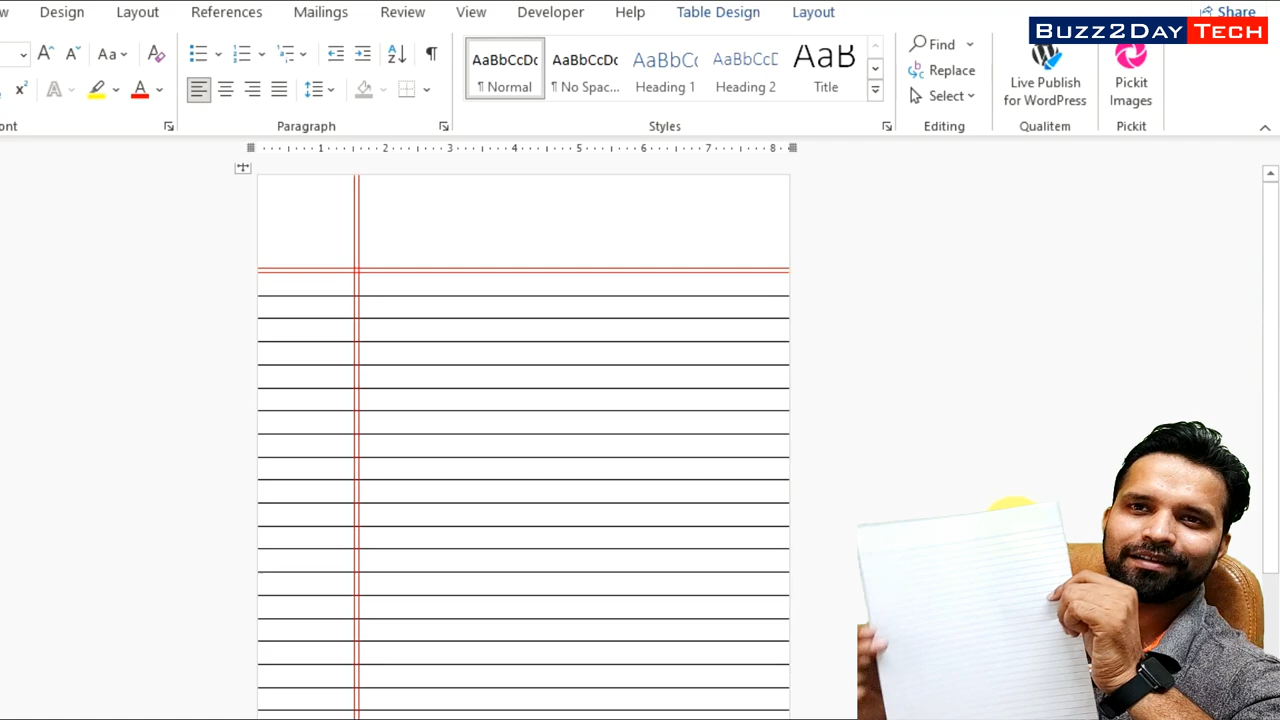 Design Layout References Mailings Review View Developer Help Table Design Layout Share
BUZZ2DAY TECH
Aa Find
AaBbCcDc AaBbCcDc AaBbCc AaBbCcD AaB Replace
¶ Normal ¶ No Spac... Heading 1 Heading 2 Title Select
Live Publish for WordPress
Pickit Images
Paragraph Styles Editing Qualitem Pickit
1 2 3 4 5 6 7 8